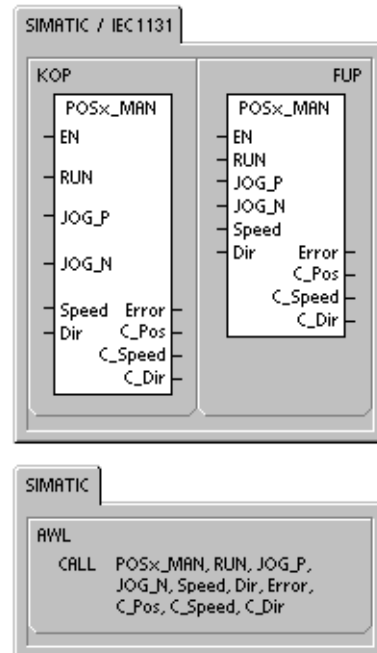 SIMATIC / IEC1131
KOP
POSx_MAN
EN
RUN
JOG_P
JOG_N
Speed Error
Dir C_Pos
C_Speed
C_Dir
FUP
POSx_MAN
EN
RUN
JOG_P
JOG_N
Speed
Dir Error
C_Pos
C_Speed
C_Dir
SIMATIC
AWL
CALL POSx_MAN, RUN, JOG_P,
JOG_N, Speed, Dir, Error,
C_Pos, C_Speed, C_Dir